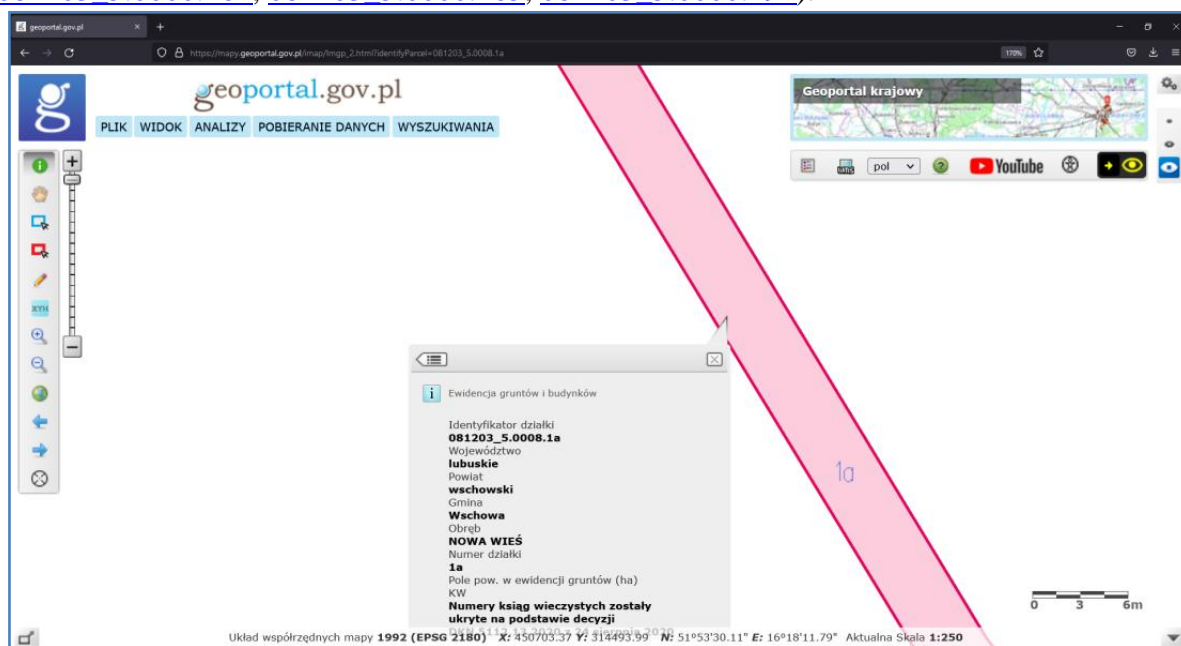 geoportal.gov.pl
https://mapy.geoportal.gov.pl/imap/Imgp_2.html?identifyParcel=081203_5.0008.1a
170%
geoportal.gov.pl
Geoportal krajowy
PLIK WIDOK ANALIZY POBIERANIE DANYCH WYSZUKIWANIA
pol
YouTube
XYH
i Ewidencja gruntów i budynków
Identyfikator działki
081203_5.0008.1a
Województwo
lubuskie
Powiat
wschowski
Gmina
Wschowa
Obręb
NOWA WIEŚ
Numer działki
1a
Pole pow. w ewidencji gruntów (ha)
KW
Numery ksiąg wieczystych zostały
ukryte na podstawie decyzji
1a
0 3 6m
Układ współrzędnych mapy 1992 (EPSG 2180) X: 450703.37 Y: 314493.99 N: 51°53'30.11" E: 16°18'11.79" Aktualna Skala 1:250